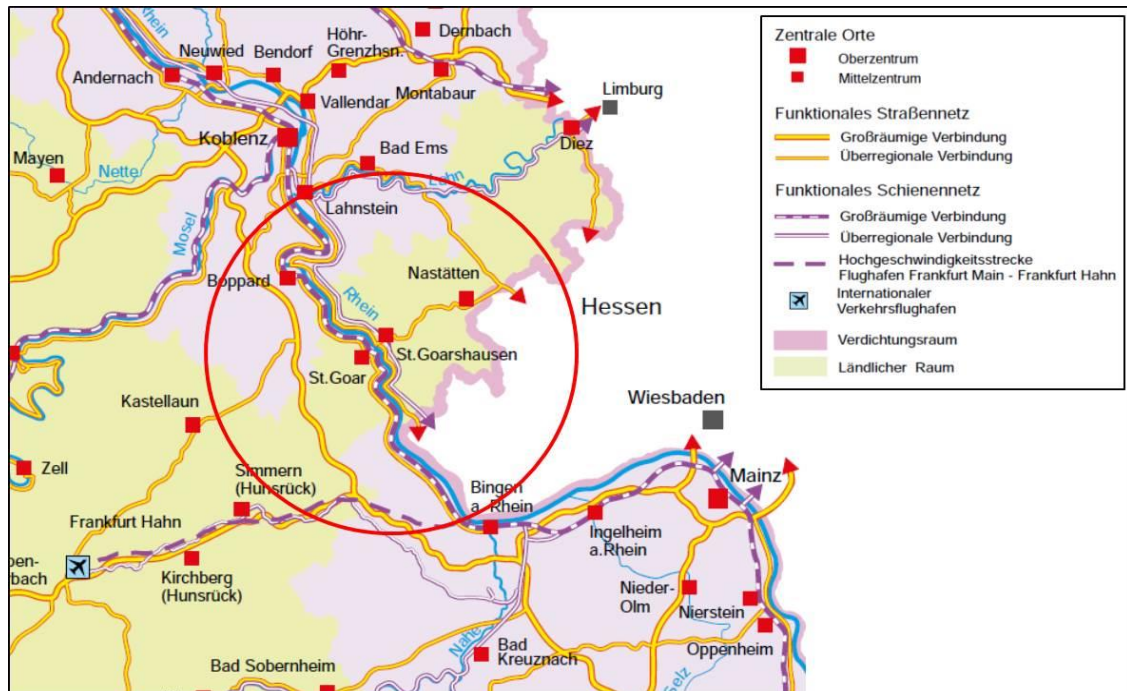 Rhein
Neuwied
Bendorf
Höhr-
Grenzhsn.
Dernbach
Andernach
Vallendar
Montabaur
Limburg
Koblenz
Diez
Mayen
Nette
Bad Ems
Lahn
Lahnstein
Mosel
Boppard
Nastätten
Rhein
Hessen
St.Goarshausen
St.Goar
Kastellaun
Wiesbaden
Zell
Simmern
(Hunsrück)
Bingen
a. Rhein
Mainz
Frankfurt Hahn
Ingelheim
a.Rhein
rbach
Kirchberg
(Hunsrück)
Nieder-
Olm
Nierstein
Oppenheim
Nahe
Bad
Kreuznach
Selz
Bad Sobernheim
Zentrale Orte
Oberzentrum
Mittelzentrum
Funktionales Straßennetz
Großräumige Verbindung
Überregionale Verbindung
Funktionales Schienennetz
Großräumige Verbindung
Überregionale Verbindung
Hochgeschwindigkeitsstrecke
Flughafen Frankfurt Main - Frankfurt Hahn
Internationaler
Verkehrsflughafen
Verdichtungsraum
Ländlicher Raum